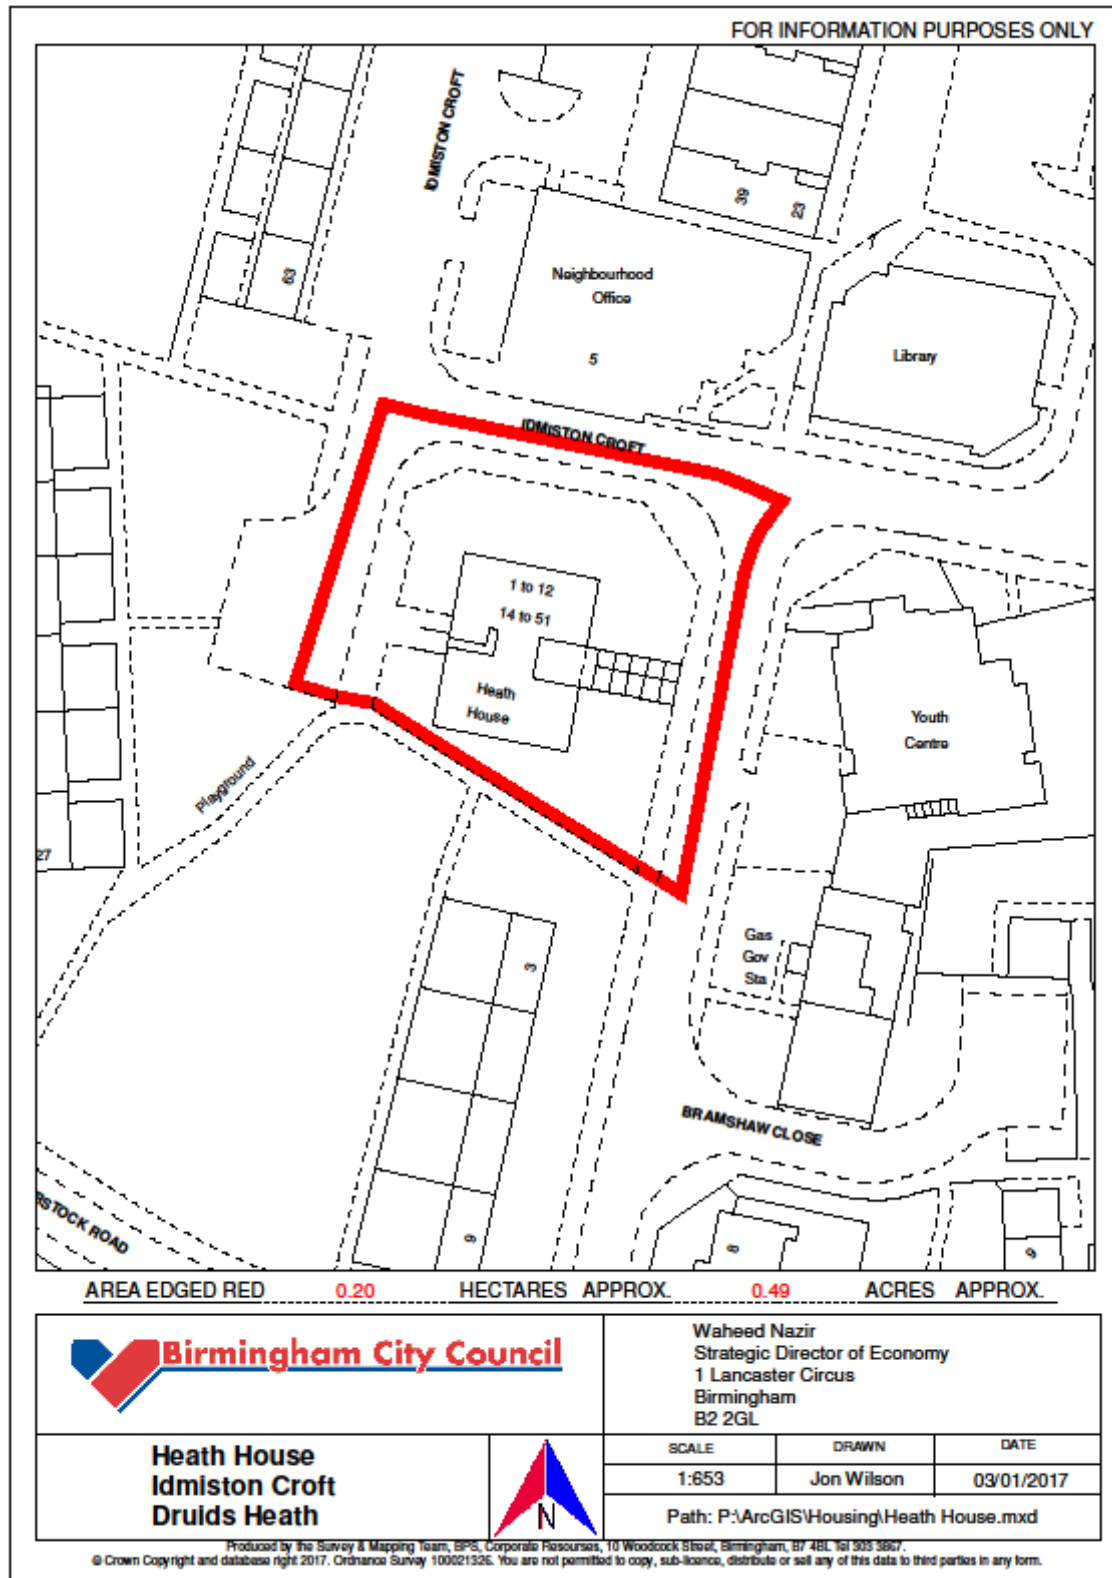 FOR INFORMATION PURPOSES ONLY
IDMISTON CROFT
39
23
63
Neighbourhood
Office
5
Library
IDMISTON CROFT
1 to 12
14 to 51
Heath
House
Youth
Centre
Playground
27
3
Gas
Gov
Sta
BRAMSHAW CLOSE
RSTOCK ROAD
9
8
9
AREA EDGED RED 0.20 HECTARES APPROX. 0.49 ACRES APPROX.
Birmingham City Council
Waheed Nazir
Strategic Director of Economy
1 Lancaster Circus
Birmingham
B2 2GL
Heath House
Idmiston Croft
Druids Heath
N
SCALE DRAWN DATE
1:653 Jon Wilson 03/01/2017
Path: P:\ArcGIS\Housing\Heath House.mxd
Produced by the Survey & Mapping Team, BPS, Corporate Resourses, 10 Woodcock Street, Birmingham, B7 4BL Tel 303 3867.
© Crown Copyright and database right 2017. Ordnance Survey 100021326. You are not permitted to copy, sub-licence, distribute or sell any of this data to third parties in any form.